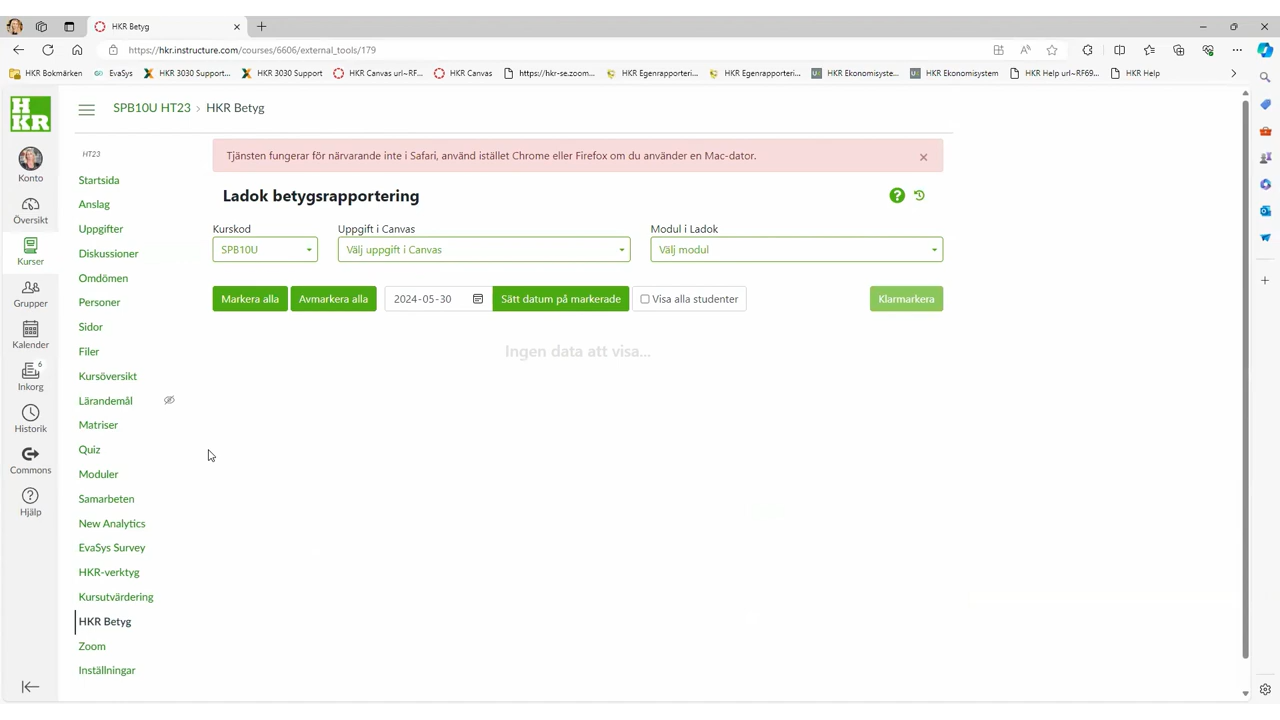 HKR Betyg
https://hkr.instructure.com/courses/6606/external_tools/179
HKR Bokmärken
EvaSys
HKR 3030 Support...
HKR 3030 Support
HKR Canvas url~RF...
HKR Canvas
https://hkr-se.zoom...
HKR Egenrapporteri...
HKR Egenrapporteri...
HKR Ekonomisyste...
HKR Ekonomisystem
HKR Help url~RF69...
HKR Help
H
KR
SPB10U HT23 › HKR Betyg
Konto
Översikt
Kurser
Grupper
Kalender
6
Inkorg
Historik
Commons
Hjälp
HT23
Startsida
Anslag
Uppgifter
Diskussioner
Omdömen
Personer
Sidor
Filer
Kursöversikt
Lärandemål
Matriser
Quiz
Moduler
Samarbeten
New Analytics
EvaSys Survey
HKR-verktyg
Kursutvärdering
HKR Betyg
Zoom
Inställningar
Tjänsten fungerar för närvarande inte i Safari, använd istället Chrome eller Firefox om du använder en Mac-dator.
Ladok betygsrapportering
Kurskod
Uppgift i Canvas
Modul i Ladok
SPB10U
Välj uppgift i Canvas
Välj modul
Markera alla
Avmarkera alla
2024-05-30
Sätt datum på markerade
Visa alla studenter
Klarmarkera
Ingen data att visa...